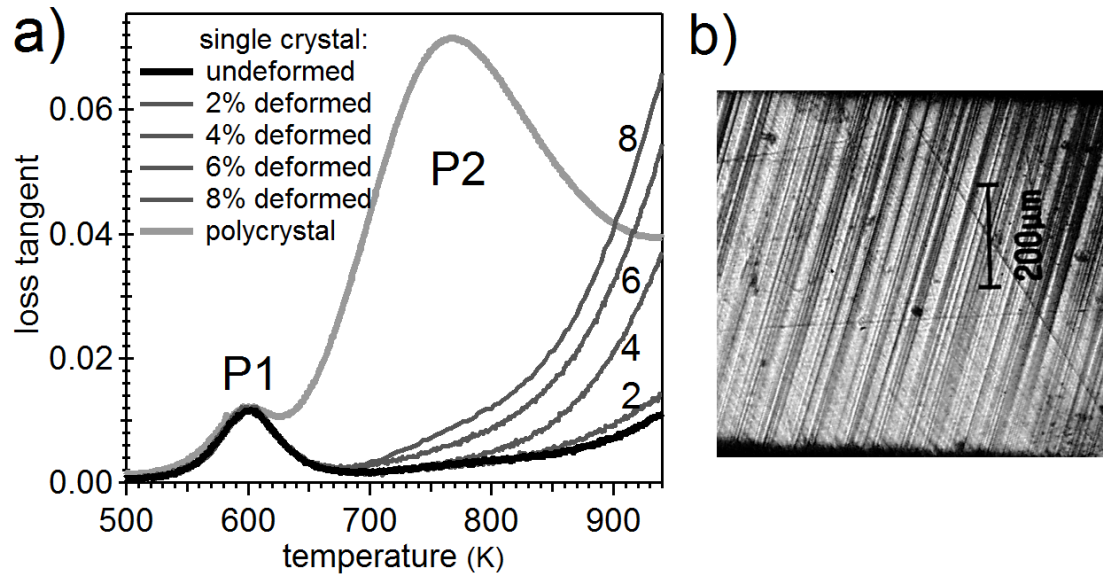 a)
single crystal:
undeformed
2% deformed
4% deformed
6% deformed
8% deformed
polycrystal
P1
P2
8
6
4
2
0.06
0.04
0.02
0.00
loss tangent
500
600
700
800
900
temperature (K)
b)
200μm